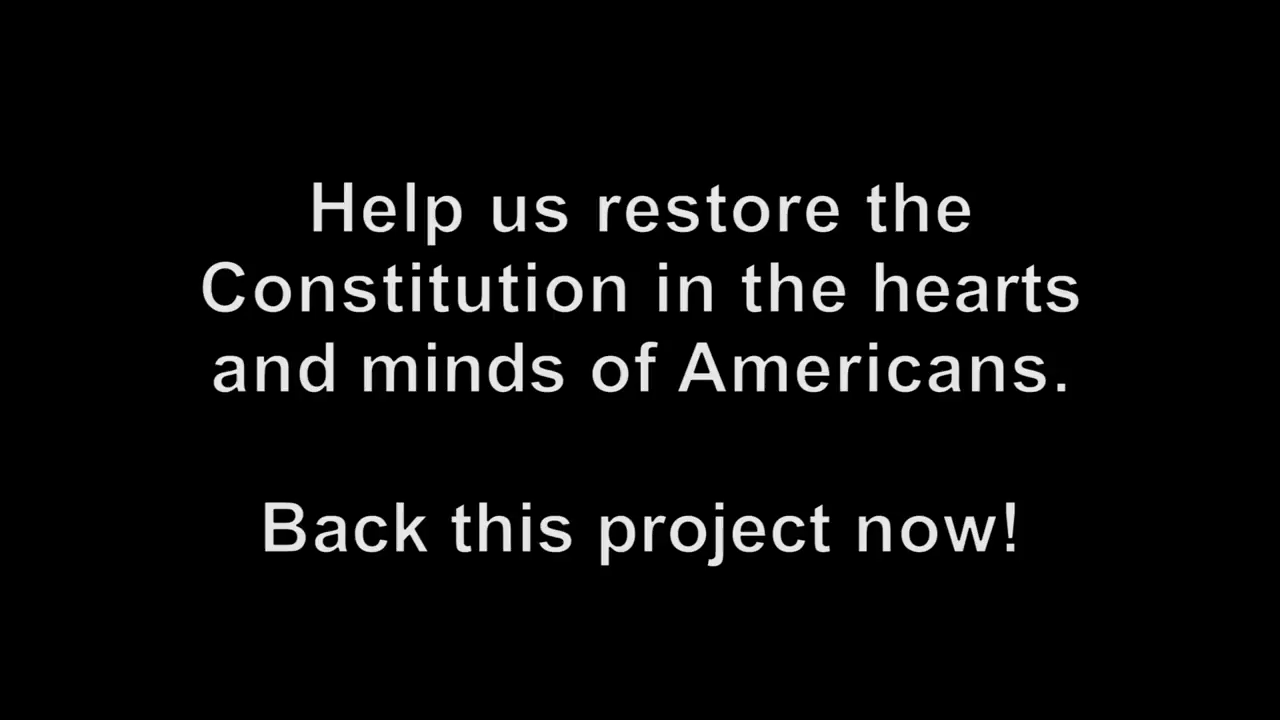 Help us restore the
Constitution in the hearts
and minds of Americans.
Back this project now!